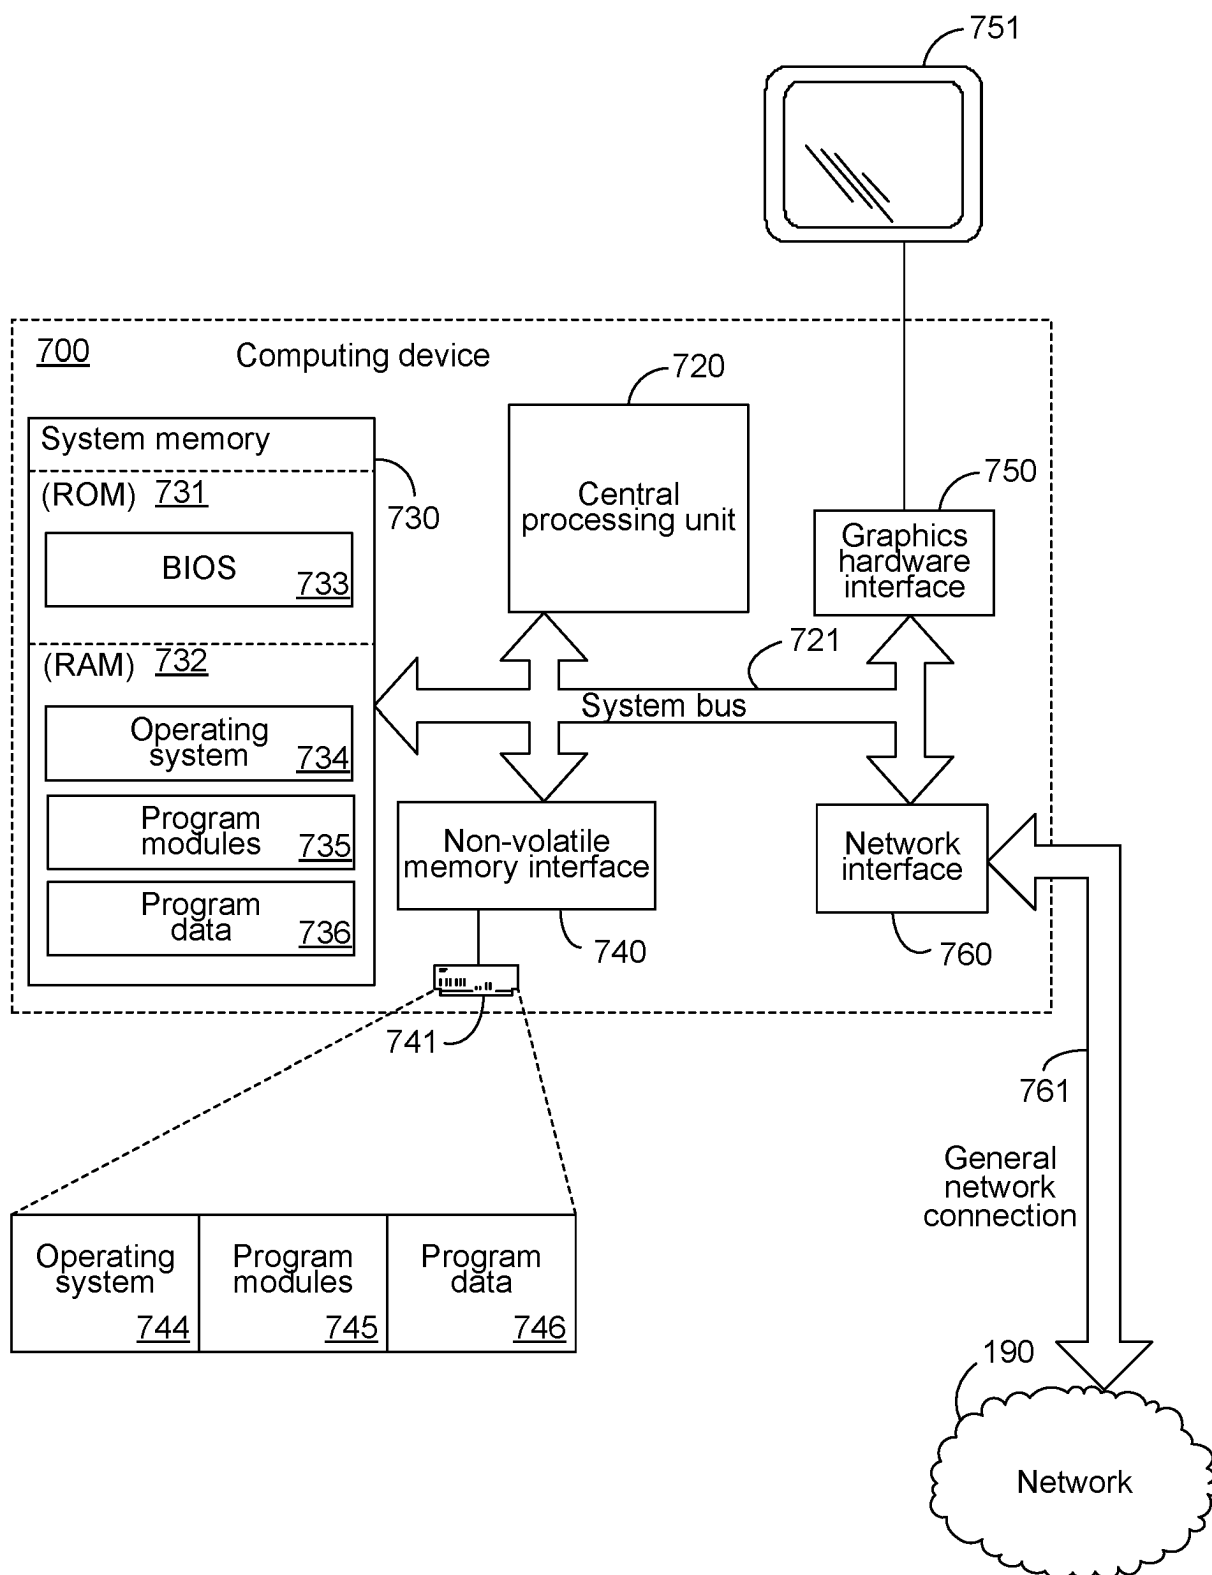 751
700
Computing device
720
System memory
(ROM) 731
730
BIOS
733
Central
processing unit
750
Graphics
hardware
interface
(RAM) 732
721
System bus
Operating
system
734
Program
modules
735
Program
data
736
Non-volatile
memory interface
740
741
Network
interface
760
761
General
network
connection
Operating
system
744
Program
modules
745
Program
data
746
190
Network